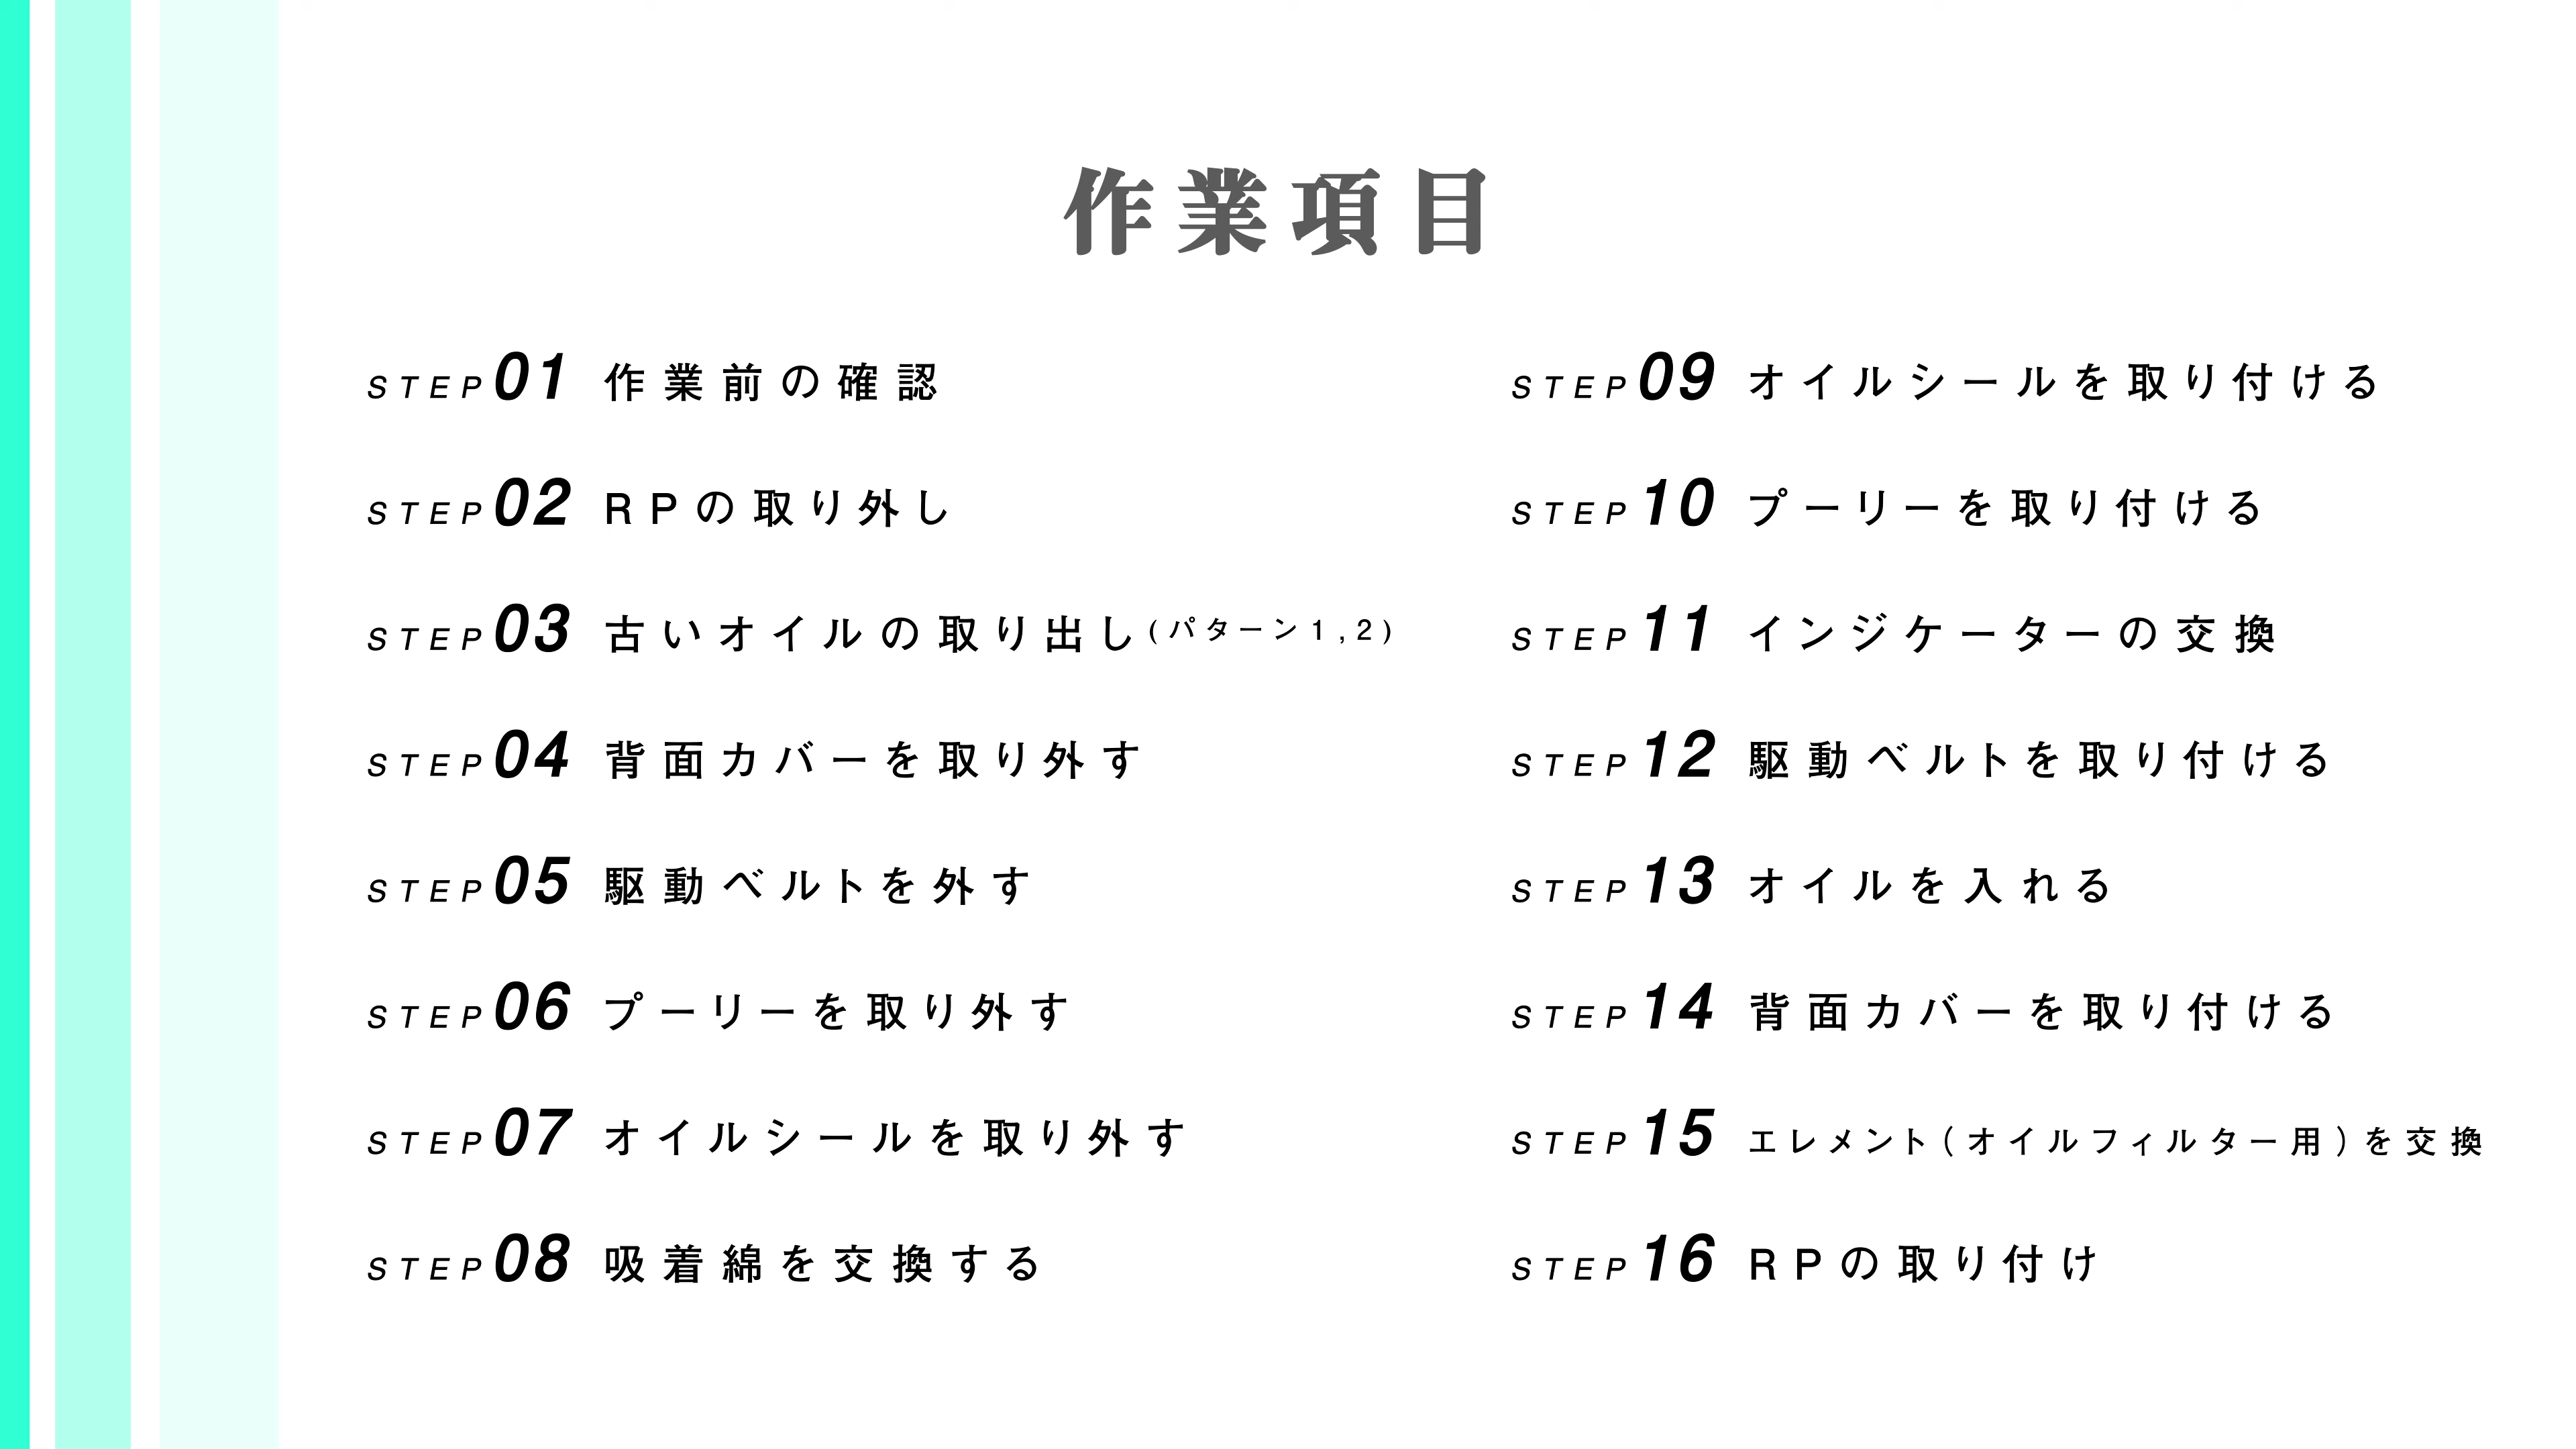 作業項目
STEP01 作業前の確認
STEP02 RPの取り外し
STEP03 古いオイルの取り出し(パターン1,2)
STEP04 背面カバーを取り外す
STEP05 駆動ベルトを外す
STEP06 プーリーを取り外す
STEP07 オイルシールを取り外す
STEP08 吸着綿を交換する
STEP09 オイルシールを取り付ける
STEP10 プーリーを取り付ける
STEP11 インジケーターの交換
STEP12 駆動ベルトを取り付ける
STEP13 オイルを入れる
STEP14 背面カバーを取り付ける
STEP15 エレメント(オイルフィルター用)を交換
STEP16 RPの取り付け